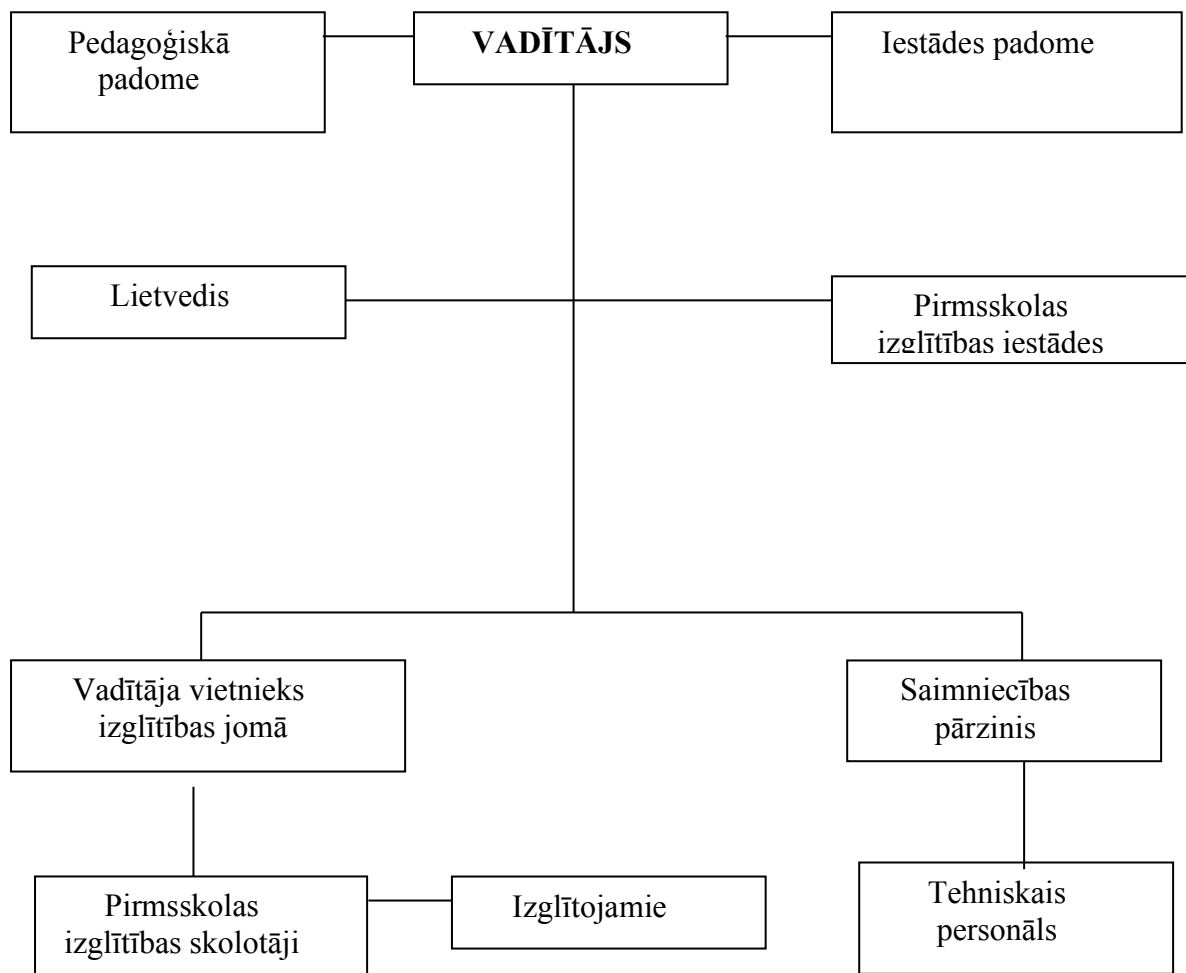 Pedagoģiskā
padome
VADĪTĀJS
Iestādes padome
Lietvedis
Pirmsskolas
izglītības iestādes
Vadītāja vietnieks
izglītības jomā
Saimniecības
pārzinis
Pirmsskolas
izglītības skolotāji
Izglītojamie
Tehniskais
personāls